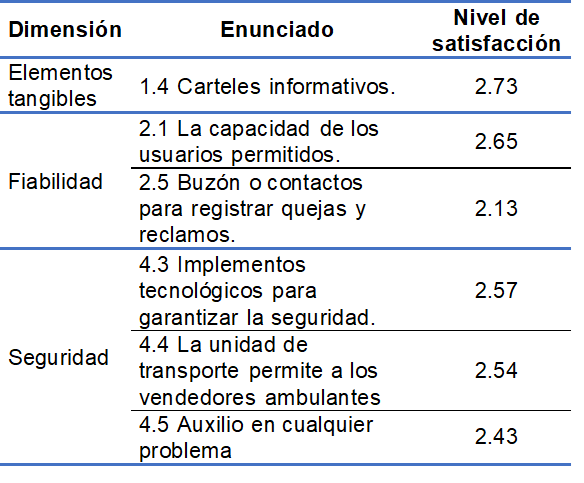 Dimensión Enunciado Nivel de
satisfacción
Elementos
tangibles 1.4 Carteles informativos. 2.73
Fiabilidad
2.1 La capacidad de los
usuarios permitidos. 2.65
2.5 Buzón o contactos
para registrar quejas y
reclamos. 2.13
Seguridad
4.3 Implementos
tecnológicos para
garantizar la seguridad. 2.57
4.4 La unidad de
transporte permite a los
vendedores ambulantes 2.54
4.5 Auxilio en cualquier
problema 2.43